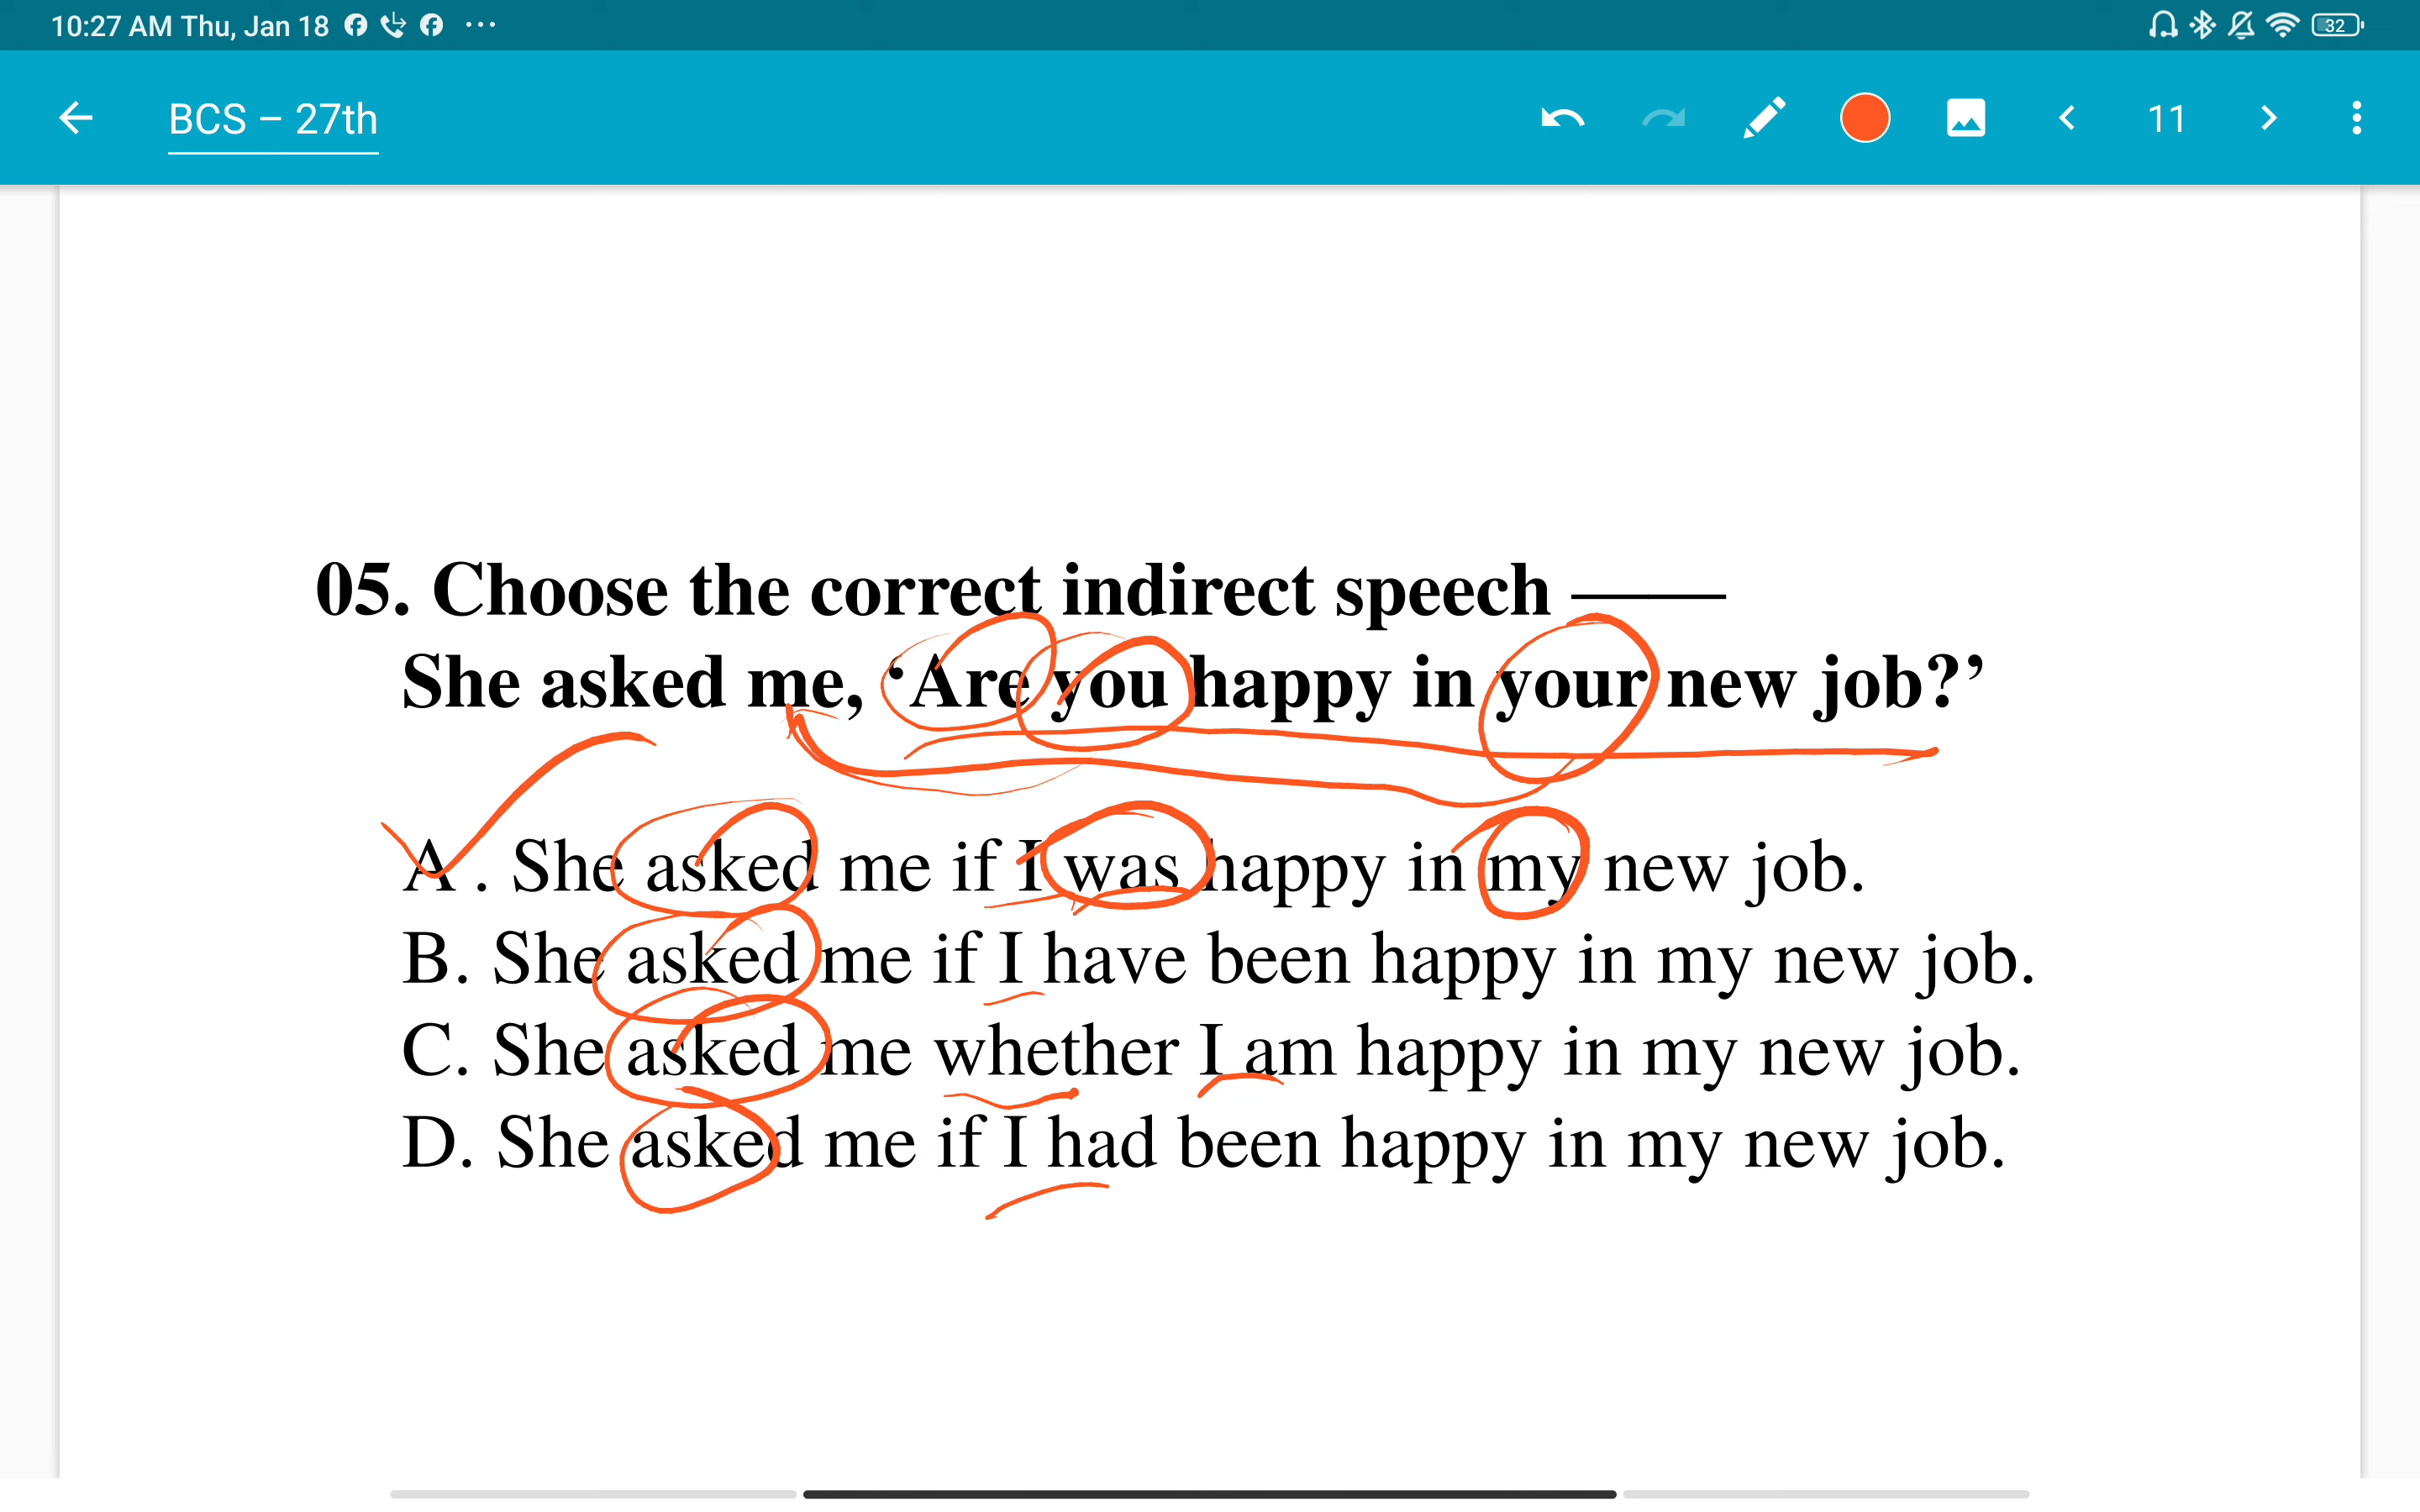 10:27 AM Thu, Jan 18
32
BCS – 27th
11
05. Choose the correct indirect speech ———
She asked me, ‘Are you happy in your new job?’
A . She asked me if I was happy in my new job.
B. She asked me if I have been happy in my new job.
C. She asked me whether I am happy in my new job.
D. She asked me if I had been happy in my new job.